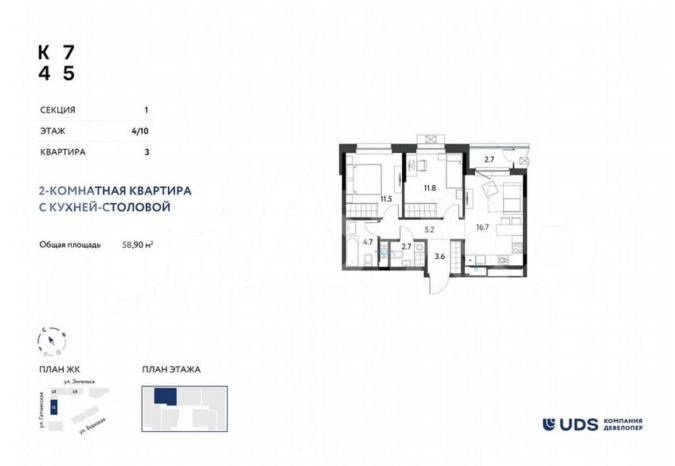 К 7
4 5
СЕКЦИЯ 1
ЭТАЖ 4/10
КВАРТИРА 3
2-КОМНАТНАЯ КВАРТИРА
С КУХНЕЙ-СТОЛОВОЙ
Общая площадь 58,90 м²
2.7
11.8
11.5
16.7
5.2
4.7
2.7
3.6
ПЛАН ЖК
ПЛАН ЭТАЖА
ул. Энгельса
ул. Гатчинская
ул. Боровая
UDS КОМПАНИЯ
ДЕВЕЛОПЕР